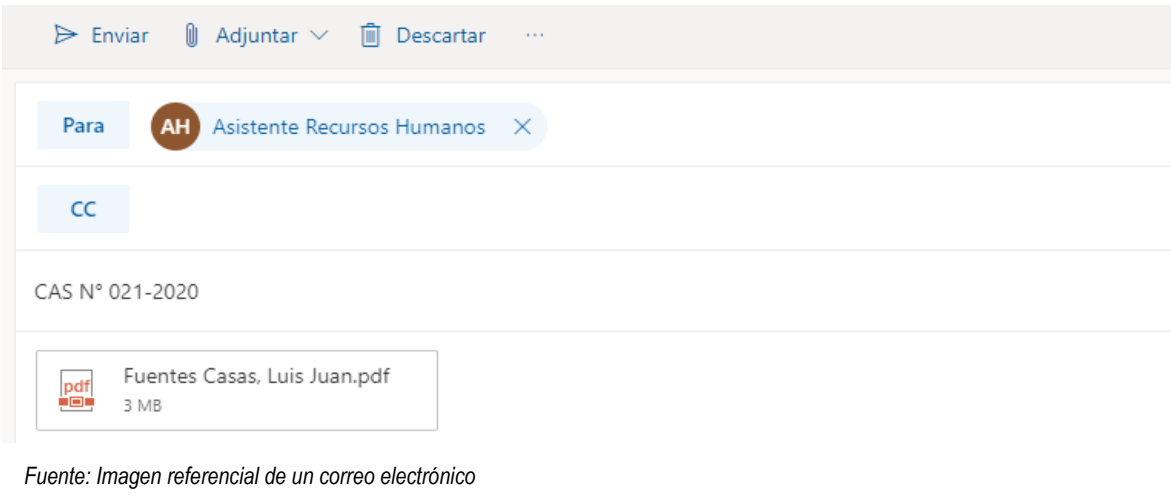 Enviar Adjuntar Descartar ...
Para AH Asistente Recursos Humanos
CC
CAS N° 021-2020
pdf Fuentes Casas, Luis Juan.pdf
3 MB
Fuente: Imagen referencial de un correo electrónico